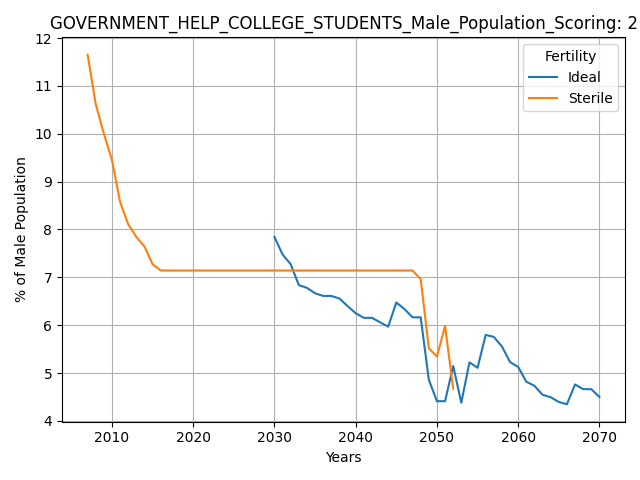 GOVERNMENT_HELP_COLLEGE_STUDENTS_Male_Population_Scoring: 2
12
11
10
9
8
7
6
5
4
% of Male Population
Fertility
Ideal
Sterile
2010 2020 2030 2040 2050 2060 2070
Years